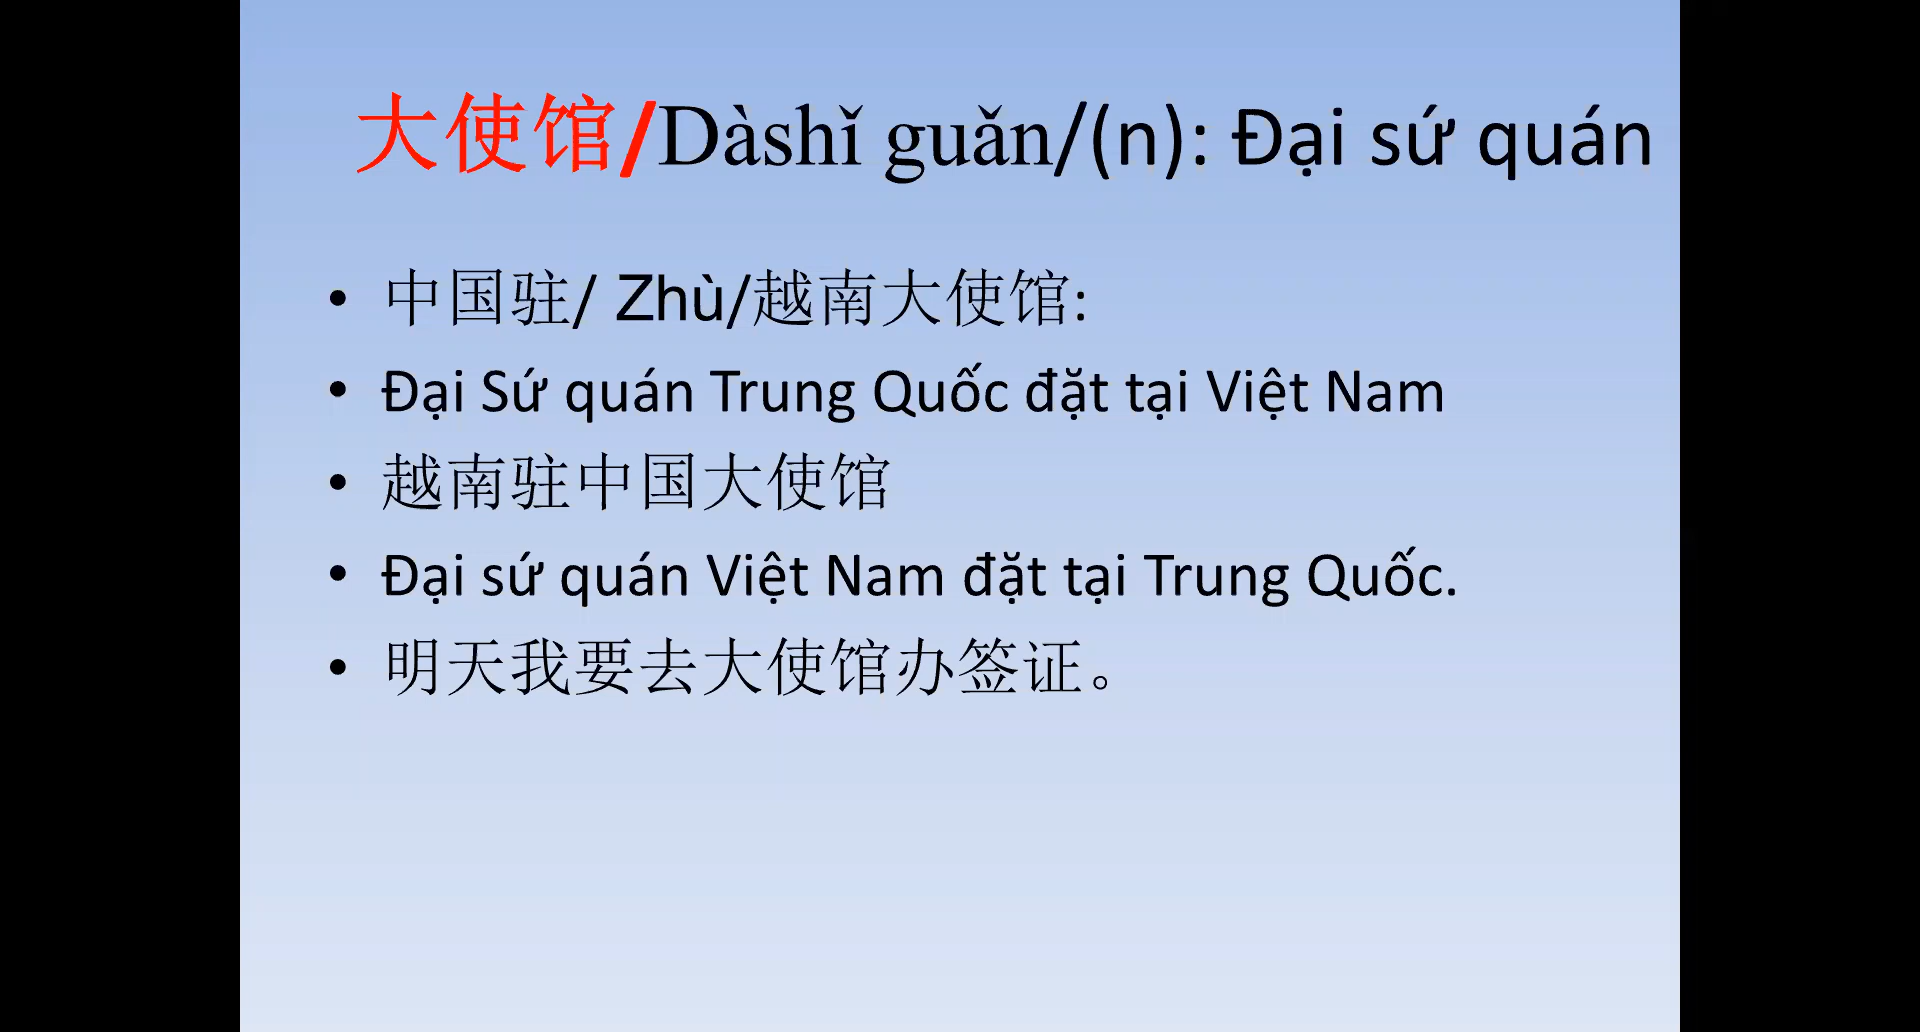 大使馆/Dàshǐ guǎn/(n): Đại sứ quán
• 中国驻/ Zhù/越南大使馆:
• Đại Sứ quán Trung Quốc đặt tại Việt Nam
• 越南驻中国大使馆
• Đại sứ quán Việt Nam đặt tại Trung Quốc.
• 明天我要去大使馆办签证。